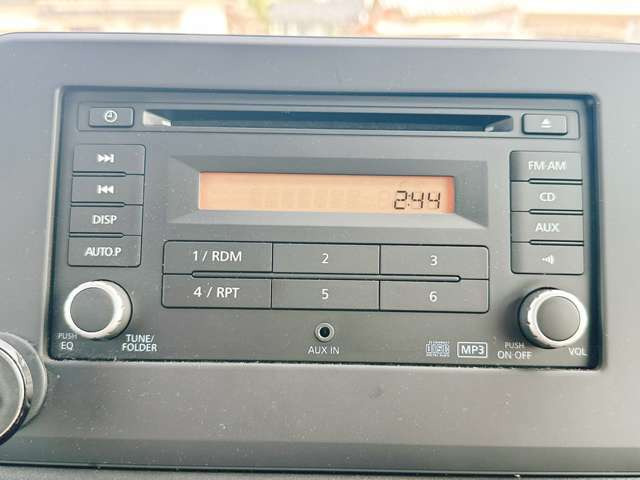 2:44
DISP
AUTO.P
FM·AM
CD
AUX
1 / RDM
2
3
4 / RPT
5
6
PUSH
EQ
TUNE/
FOLDER
AUX IN
MP3
PUSH
ON OFF
VOL